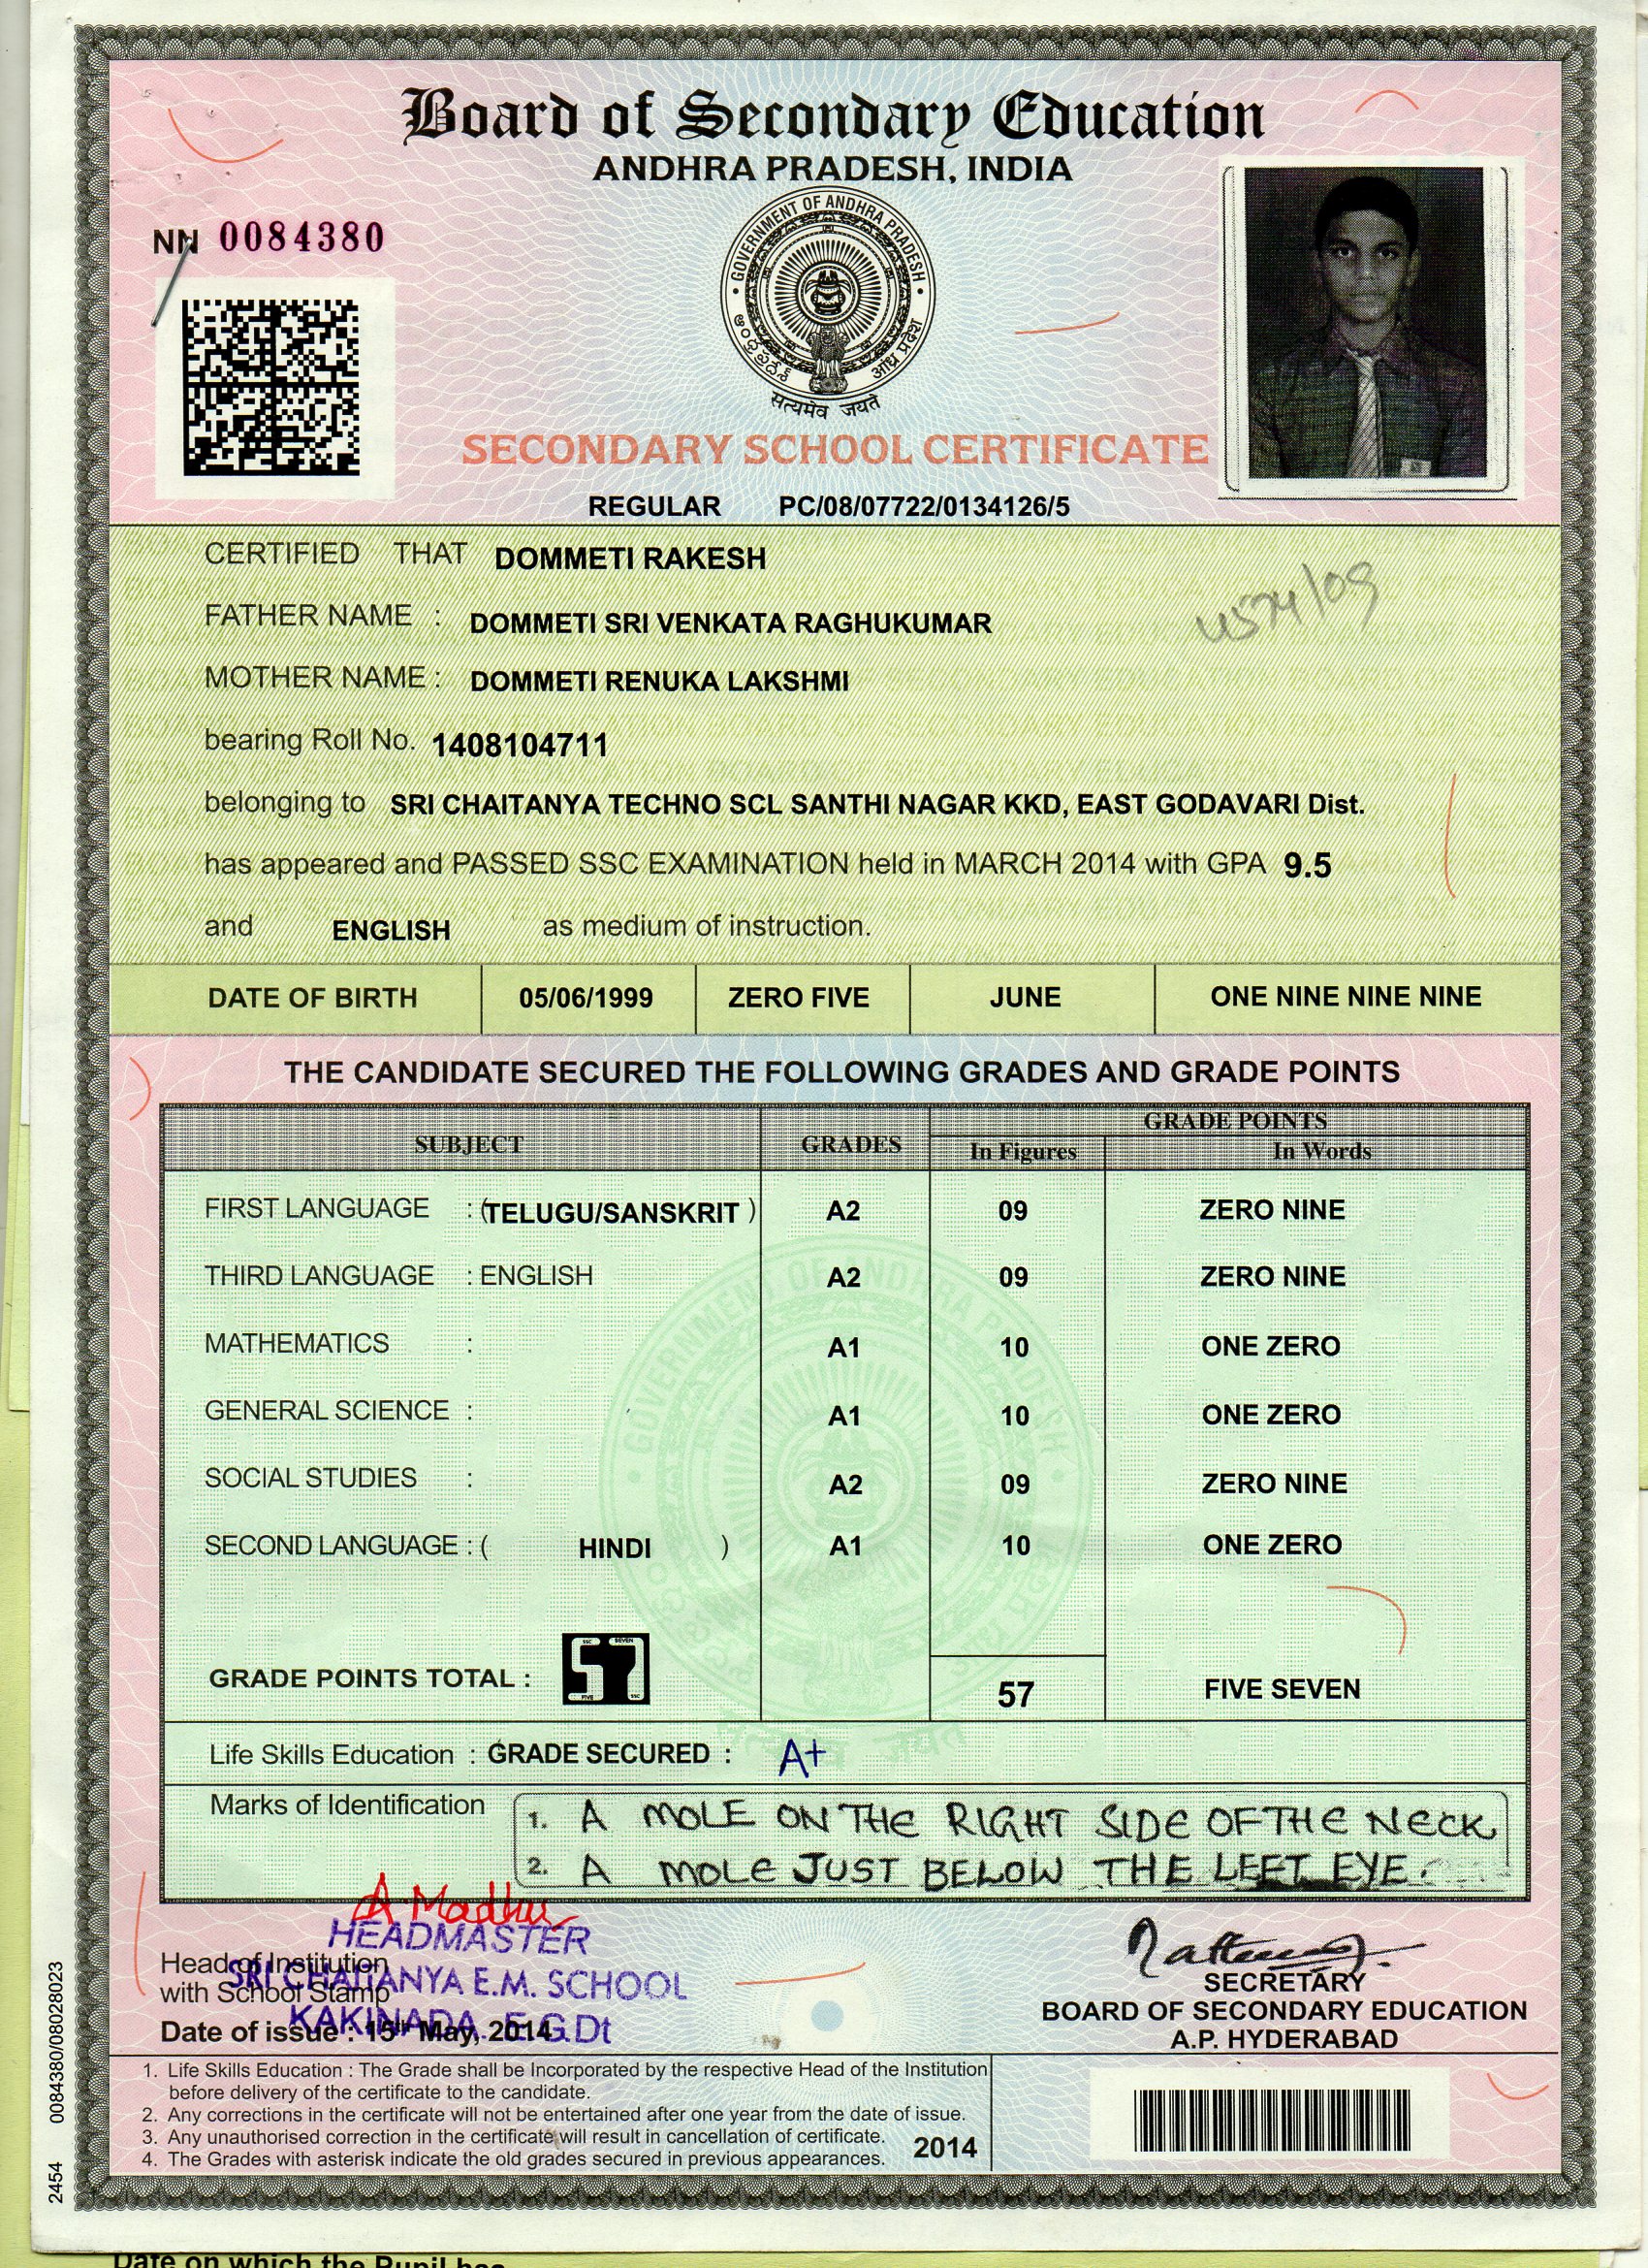 Board of Secondary Education
ANDHRA PRADESH, INDIA
NN 0084380
GOVERNMENT OF ANDHRA PRADESH
ఆంధ్రప్రదేశ్
आंध्र प्रदेश
सत्यमेव जयते
SECONDARY SCHOOL CERTIFICATE
REGULAR PC/08/07722/0134126/5
CERTIFIED THAT DOMMETI RAKESH
FATHER NAME : DOMMETI SRI VENKATA RAGHUKUMAR
MOTHER NAME : DOMMETI RENUKA LAKSHMI
bearing Roll No. 1408104711
belonging to SRI CHAITANYA TECHNO SCL SANTHI NAGAR KKD, EAST GODAVARI Dist.
has appeared and PASSED SSC EXAMINATION held in MARCH 2014 with GPA 9.5
and ENGLISH as medium of instruction.
DATE OF BIRTH 05/06/1999 ZERO FIVE JUNE ONE NINE NINE NINE
THE CANDIDATE SECURED THE FOLLOWING GRADES AND GRADE POINTS
SUBJECT GRADES GRADE POINTS
In Figures In Words
FIRST LANGUAGE : (TELUGU/SANSKRIT ) A2 09 ZERO NINE
THIRD LANGUAGE : ENGLISH A2 09 ZERO NINE
MATHEMATICS : A1 10 ONE ZERO
GENERAL SCIENCE : A1 10 ONE ZERO
SOCIAL STUDIES : A2 09 ZERO NINE
SECOND LANGUAGE : ( HINDI ) A1 10 ONE ZERO
GRADE POINTS TOTAL : 57 57 FIVE SEVEN
Life Skills Education : GRADE SECURED : A+
Marks of Identification
1. A MOLE ON THE RIGHT SIDE OF THE NECK
2. A MOLE JUST BELOW THE LEFT EYE.
A Madhu
HEADMASTER
SRI CHAITANYA E.M. SCHOOL
KAKINADA. E.G.Dt
Head of Institution
with School Stamp
Date of issue : 15th May, 2014
SECRETARY
BOARD OF SECONDARY EDUCATION
A.P. HYDERABAD
1. Life Skills Education : The Grade shall be Incorporated by the respective Head of the Institution
before delivery of the certificate to the candidate.
2. Any corrections in the certificate will not be entertained after one year from the date of issue.
3. Any unauthorised correction in the certificate will result in cancellation of certificate.
4. The Grades with asterisk indicate the old grades secured in previous appearances.
2014
2454 0084380/08028023
Date on which the Pupil has